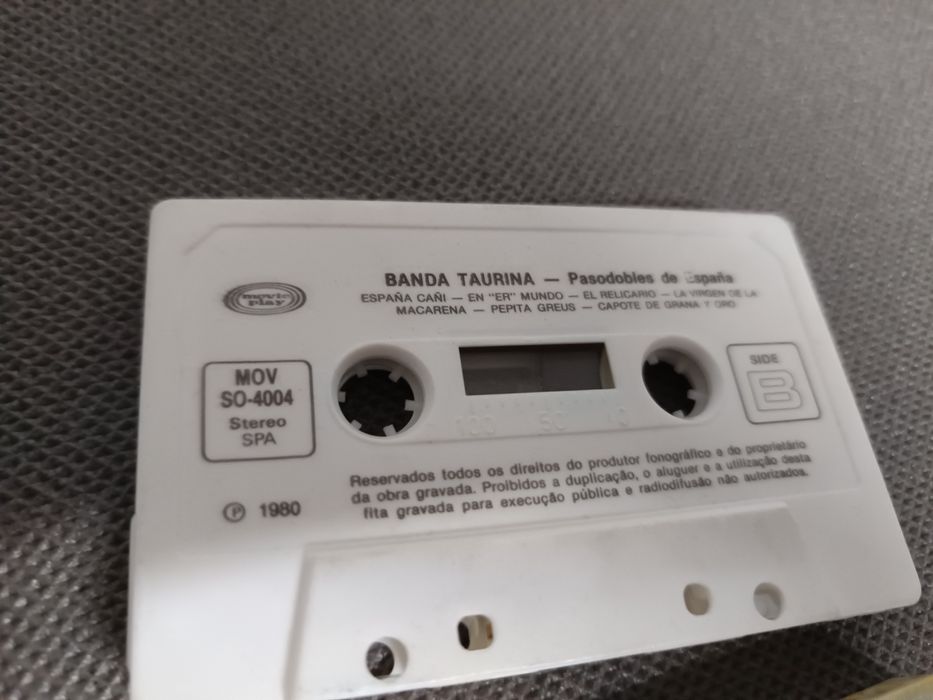 BANDA TAURINA — Pasodobles de España
ESPAÑA CAÑI — EN "ER" MUNDO — EL RELICARIO — LA VIRGEN DE LA
MACARENA — PEPITA GREUS — CAPOTE DE GRANA Y ORO
movie
play
MOV
SO-4004
Stereo
SPA
SIDE
B
100 50 0
Reservados todos os direitos do produtor fonográfico e do proprietário
da obra gravada. Proibidos a duplicação, o aluguer e a utilização desta
fita gravada para execução pública e radiodifusão não autorizados.
℗ 1980